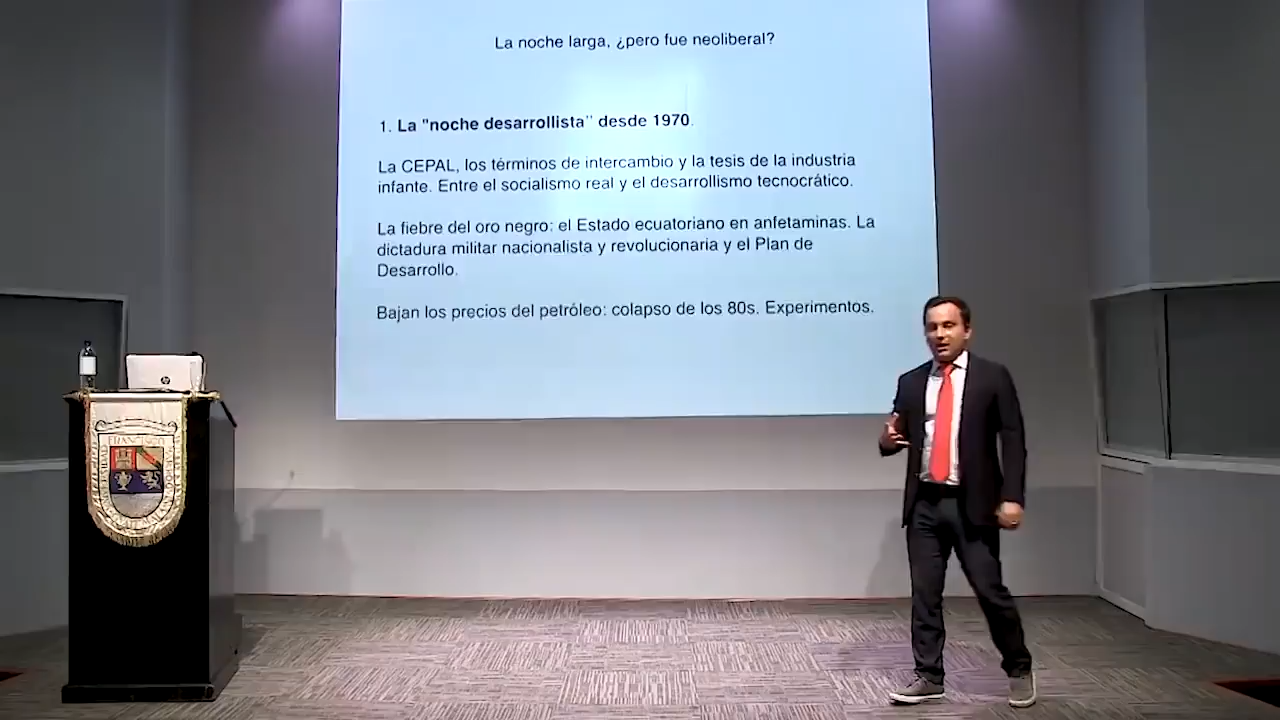 La noche larga, ¿pero fue neoliberal?
1. La "noche desarrollista" desde 1970.
La CEPAL, los términos de intercambio y la tesis de la industria
infante. Entre el socialismo real y el desarrollismo tecnocrático.
La fiebre del oro negro: el Estado ecuatoriano en anfetaminas. La
dictadura militar nacionalista y revolucionaria y el Plan de
Desarrollo.
Bajan los precios del petróleo: colapso de los 80s. Experimentos.
hp
FRANCISCO
UNIVERSIDAD